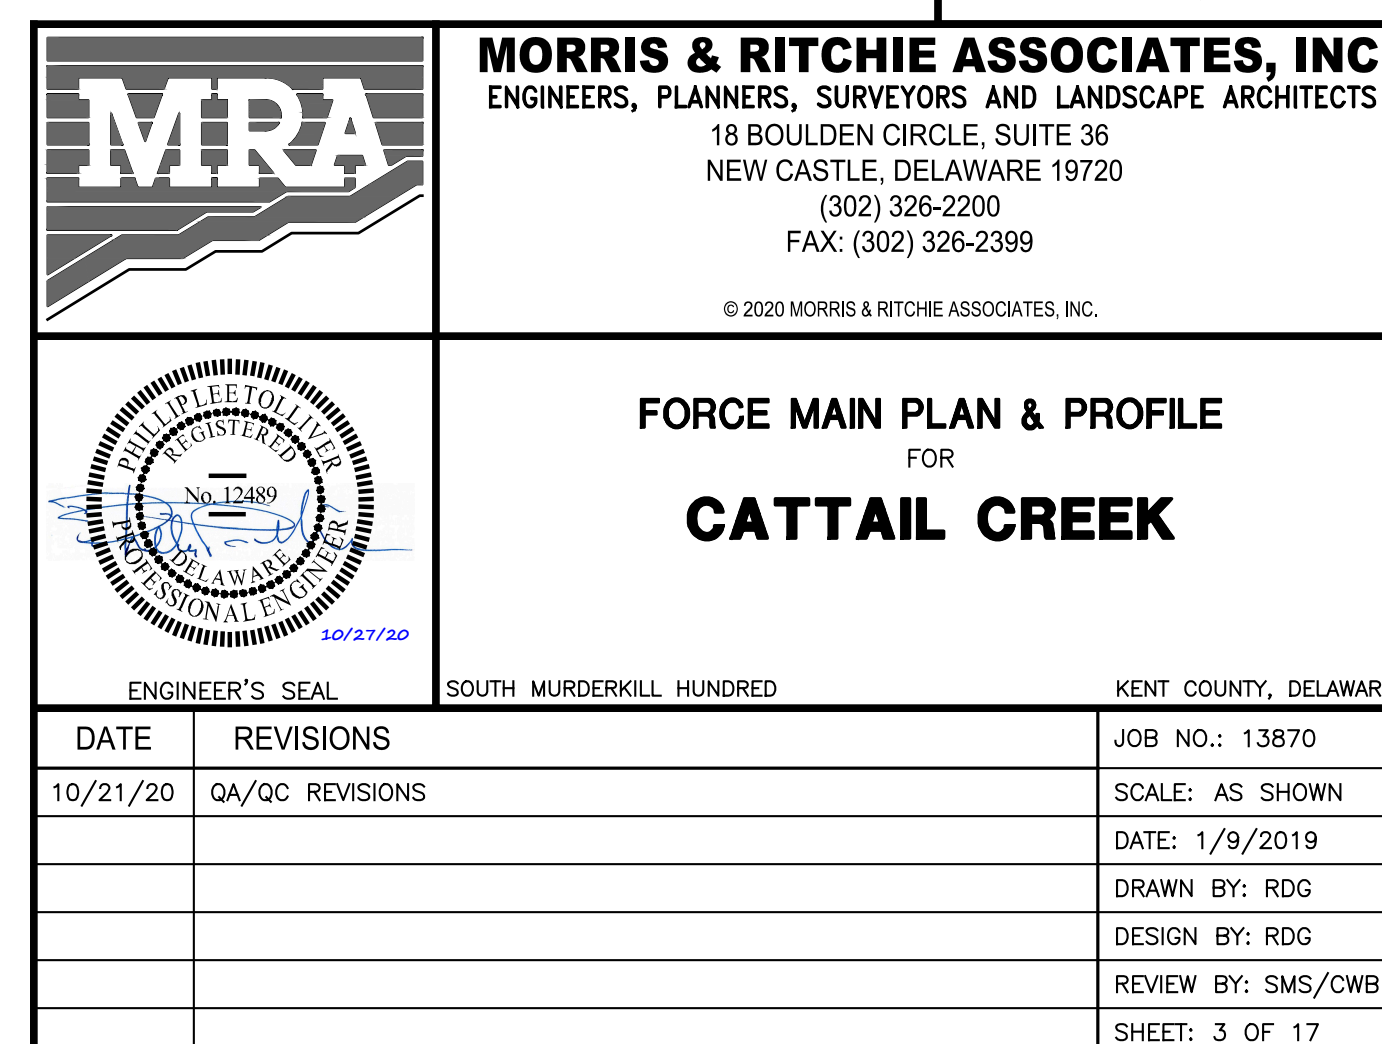 MRA
MORRIS & RITCHIE ASSOCIATES, INC
ENGINEERS, PLANNERS, SURVEYORS AND LANDSCAPE ARCHITECTS
18 BOULDEN CIRCLE, SUITE 36
NEW CASTLE, DELAWARE 19720
(302) 326-2200
FAX: (302) 326-2399
© 2020 MORRIS & RITCHIE ASSOCIATES, INC.
PHILLIP LEE TOLLIVER
REGISTERED
No. 12489
DELAWARE
PROFESSIONAL ENGINEER
10/27/20
ENGINEER'S SEAL
FORCE MAIN PLAN & PROFILE
FOR
CATTAIL CREEK
SOUTH MURDERKILL HUNDRED
KENT COUNTY, DELAWAR
DATE REVISIONS
JOB NO.: 13870
10/21/20 QA/QC REVISIONS
SCALE: AS SHOWN
DATE: 1/9/2019
DRAWN BY: RDG
DESIGN BY: RDG
REVIEW BY: SMS/CWB
SHEET: 3 OF 17